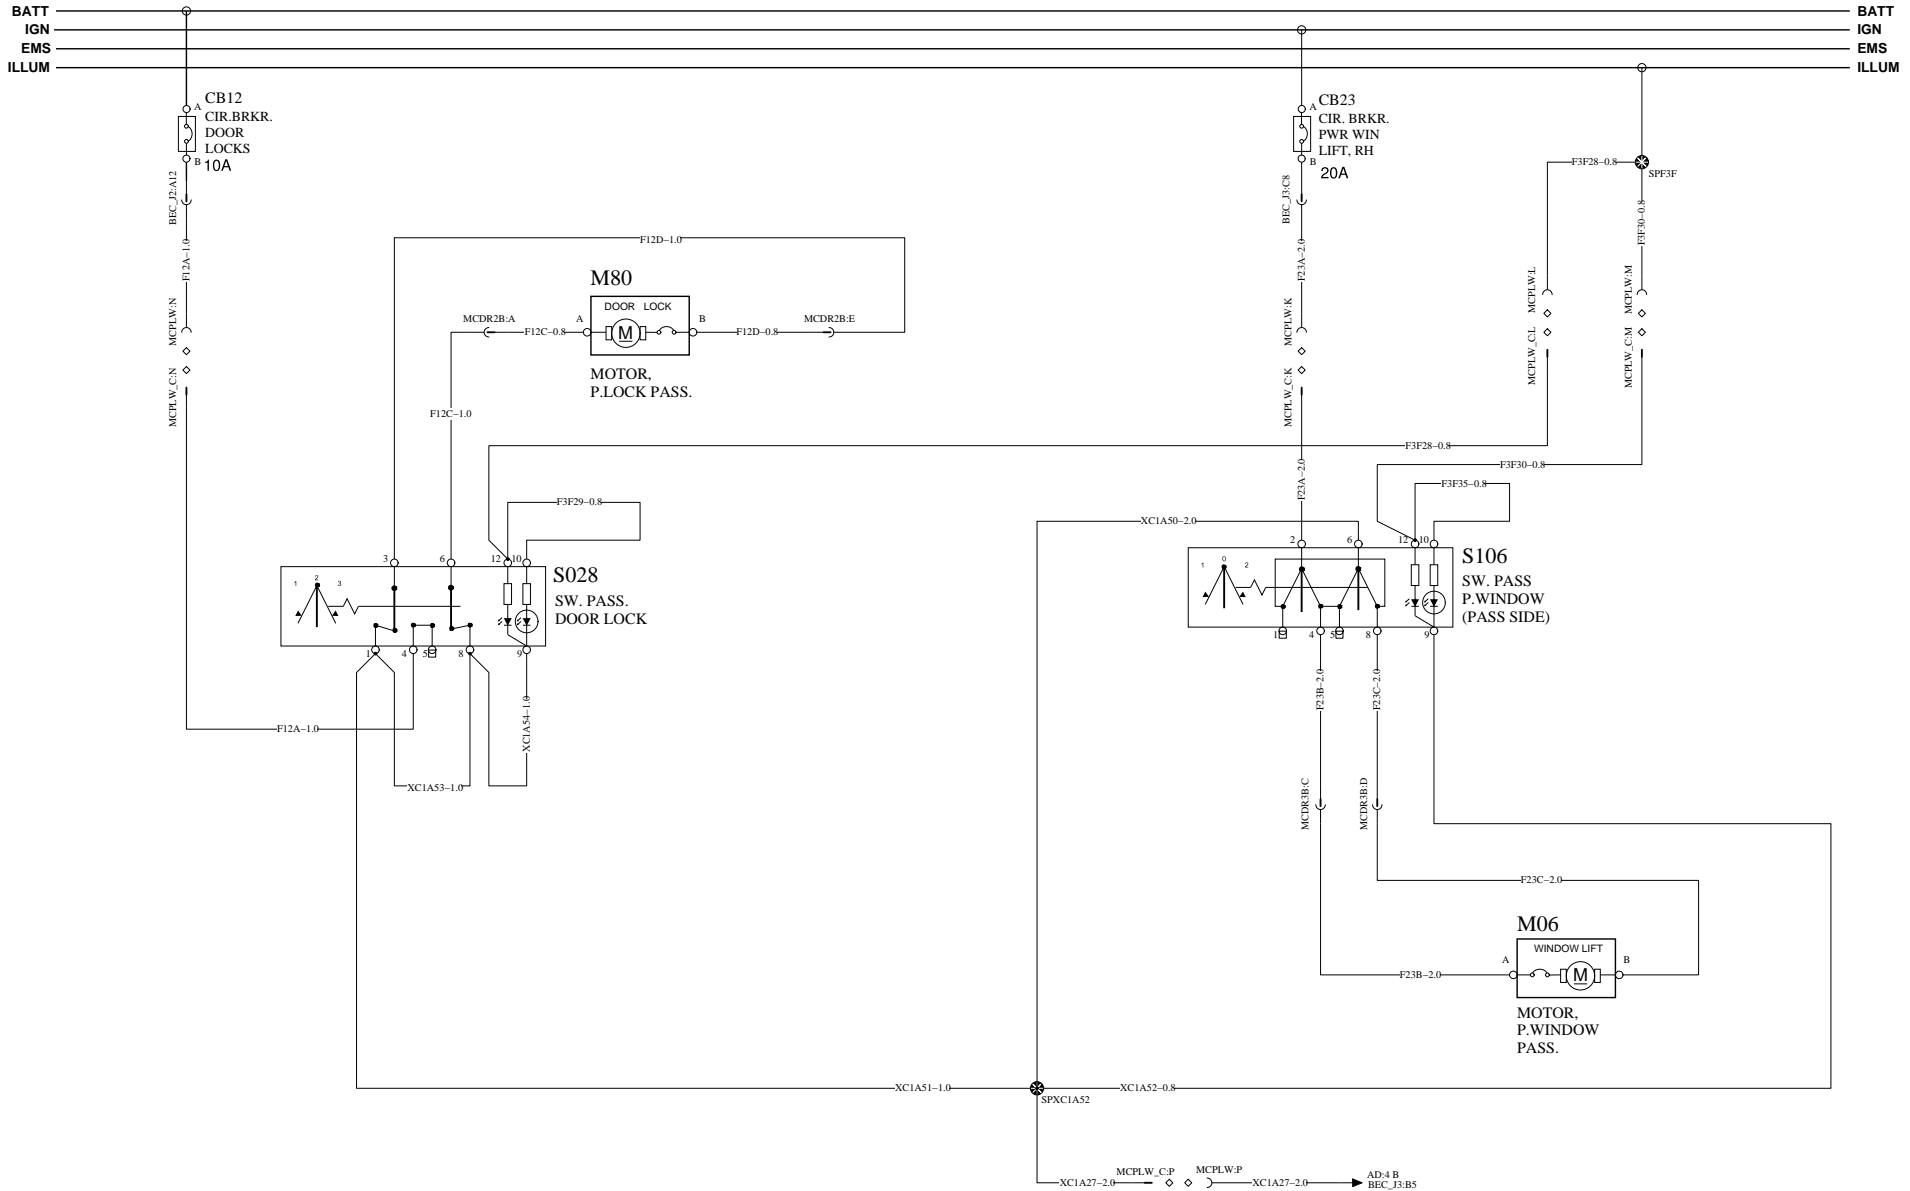 BATT BATT
IGN IGN
EMS EMS
ILLUM ILLUM
A CB12
CIR.BRKR.
DOOR
LOCKS
B 10A
BEC_J2:A12
F12A-1.0
MCPLW:N
MCPLW_C:N
A CB23
CIR. BRKR.
PWR WIN
LIFT, RH
B 20A
BEC_J3:C8
F23A-2.0
MCPLW:K
MCPLW_C:K
F23A-2.0
F3F28-0.8
SPF3F
F3F30-0.8
MCPLW:L
MCPLW:M
MCPLW_C:L
MCPLW_C:M
F12D-1.0
M80
DOOR LOCK
MCDR2B:A F12C-0.8 A M B F12D-0.8 MCDR2B:E
MOTOR,
P.LOCK PASS.
F12C-1.0
F3F28-0.8
F3F30-0.8
F3F35-0.8
F3F29-0.8
XC1A50-2.0
3 6 12 10
S028
SW. PASS.
DOOR LOCK
1 2 3
1 4 5 8 9
XC1A54-1.0
F12A-1.0
XC1A53-1.0
2 6 12 10
S106
SW. PASS
P.WINDOW
(PASS SIDE)
1 0 2
1 4 5 8 9
F23B-2.0
F23C-2.0
MCDR3B:C
MCDR3B:D
F23C-2.0
M06
WINDOW LIFT
F23B-2.0 A M B
MOTOR,
P.WINDOW
PASS.
XC1A51-1.0 XC1A52-0.8
SPXC1A52
XC1A27-2.0 MCPLW_C:P MCPLW:P XC1A27-2.0 AD:4 B
BEC_J3:B5